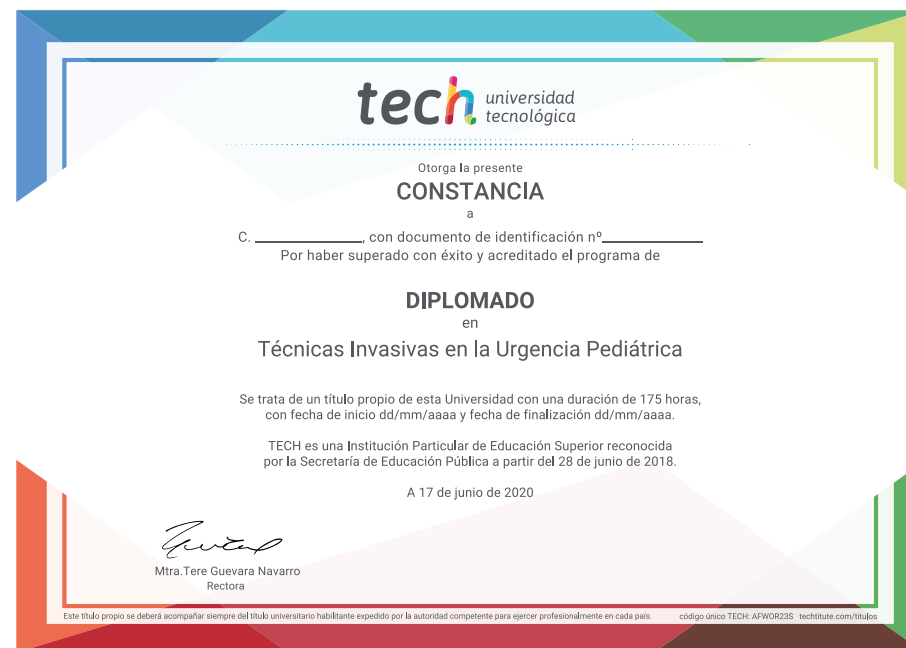 tech universidad
tecnológica
Otorga la presente
CONSTANCIA
a
C. ____________, con documento de identificación nº____________
Por haber superado con éxito y acreditado el programa de
DIPLOMADO
en
Técnicas Invasivas en la Urgencia Pediátrica
Se trata de un título propio de esta Universidad con una duración de 175 horas,
con fecha de inicio dd/mm/aaaa y fecha de finalización dd/mm/aaaa.
TECH es una Institución Particular de Educación Superior reconocida
por la Secretaría de Educación Pública a partir del 28 de junio de 2018.
A 17 de junio de 2020
Mtra.Tere Guevara Navarro
Rectora
Este título propio se deberá acompañar siempre del título universitario habilitante expedido por la autoridad competente para ejercer profesionalmente en cada país. código único TECH: AFWOR23S techtitute.com/titulos